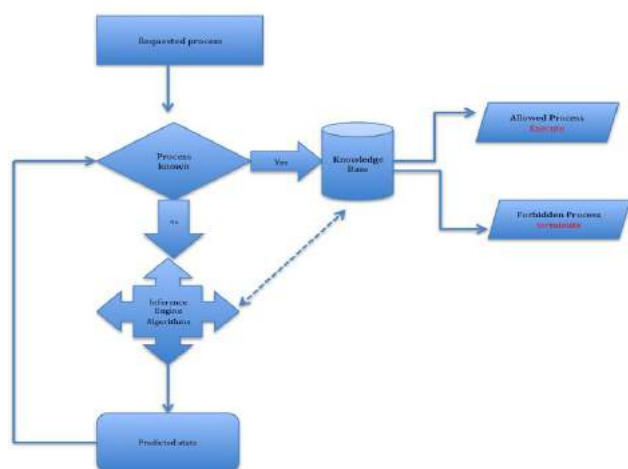 Requested process
Process
known
Yes
Knowledge
Base
Allowed Process
Execute
Forbidden Process
terminate
No
Inference
Engine
Algorithms
Predicted state